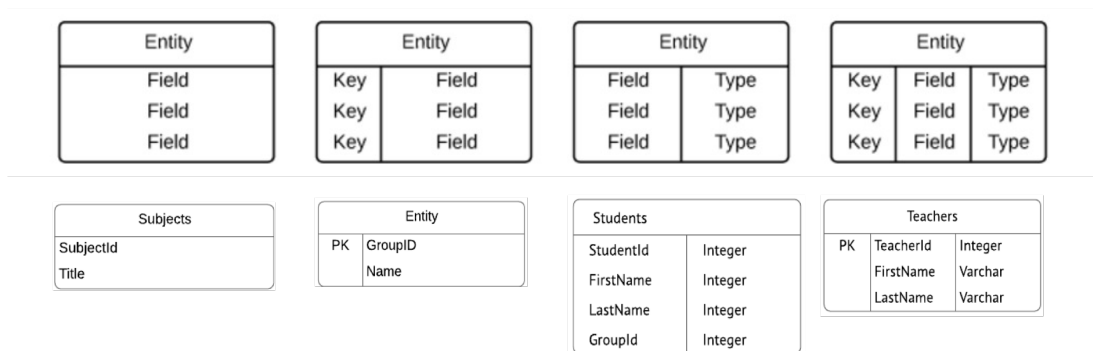 Entity
Field
Field
Field
Entity
Key Field
Key Field
Key Field
Entity
Field Type
Field Type
Field Type
Entity
Key Field Type
Key Field Type
Key Field Type
Subjects
SubjectId
Title
Entity
PK GroupID
Name
Students
StudentId Integer
FirstName Integer
LastName Integer
GroupId Integer
Teachers
PK TeacherId Integer
FirstName Varchar
LastName Varchar